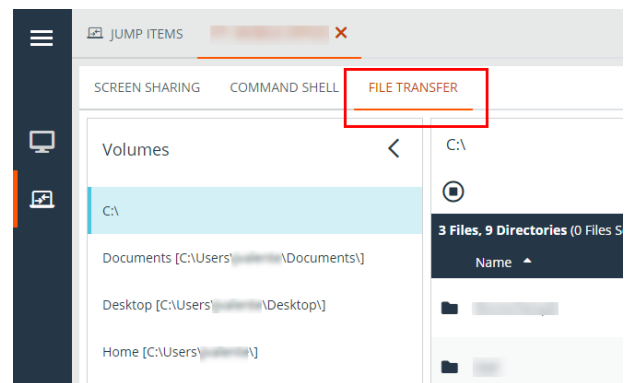 JUMP ITEMS
SCREEN SHARING COMMAND SHELL FILE TRANSFER
Volumes
C:\
C:\
3 Files, 9 Directories (0 Files S
Documents [C:\Users\ \Documents\]
Name
Desktop [C:\Users\ \Desktop\]
Home [C:\Users\ \]